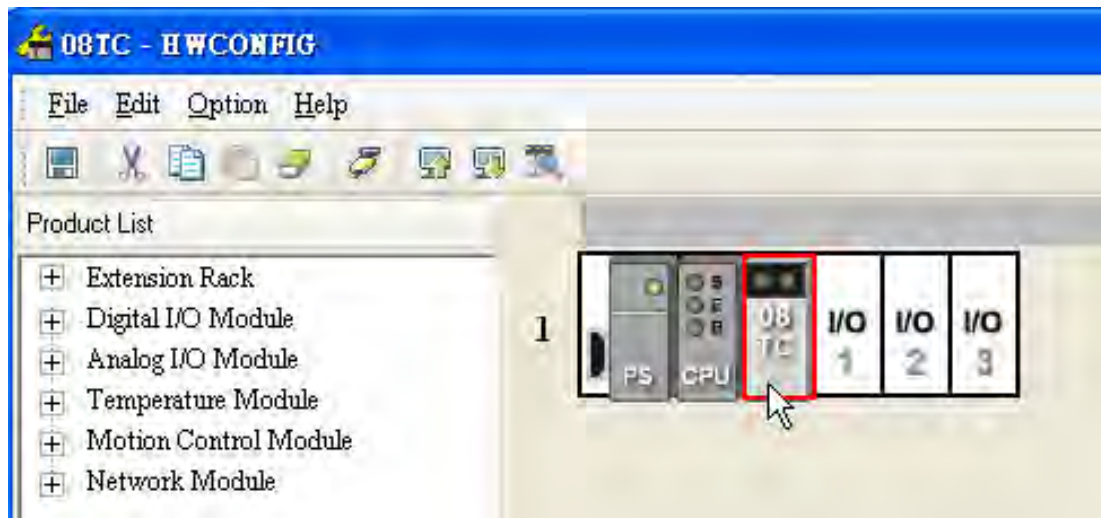 08TC - HWCONFIG
File Edit Option Help
Product List
Extension Rack
Digital I/O Module
Analog I/O Module
Temperature Module
Motion Control Module
Network Module
1
PS
S
E
B
CPU
08
TC
I/O
1
I/O
2
I/O
3